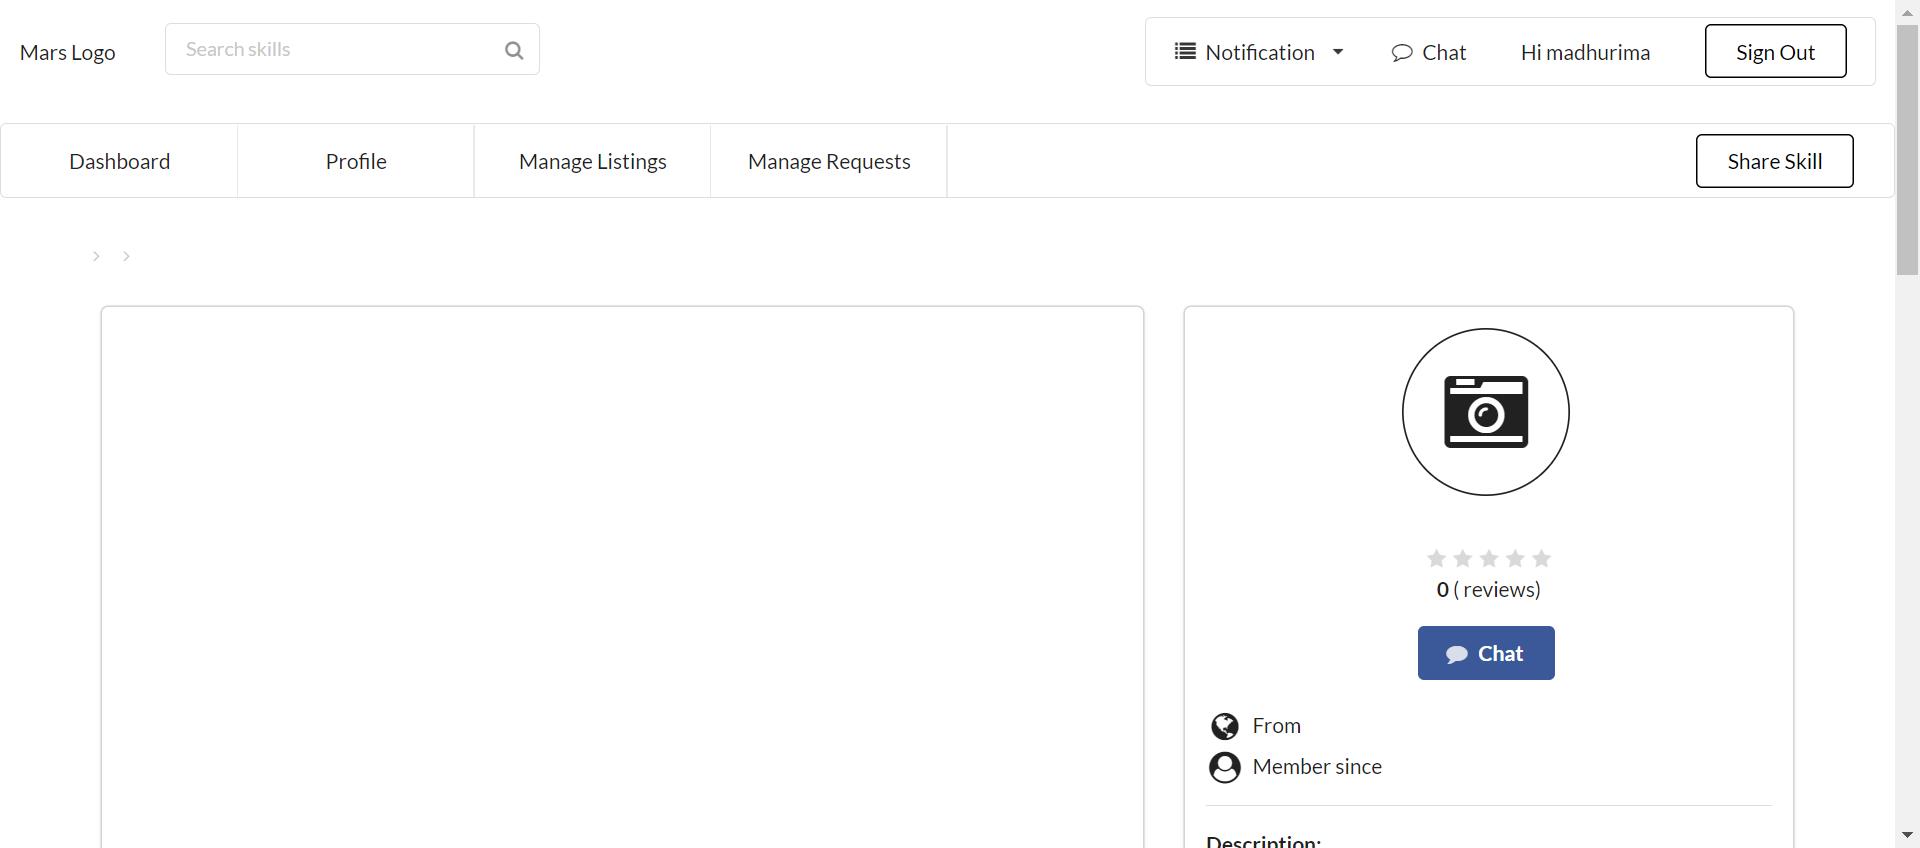 Mars Logo
Search skills
Notification
Chat
Hi madhurima
Sign Out
Dashboard
Profile
Manage Listings
Manage Requests
Share Skill
0 ( reviews)
Chat
From
Member since
Description: